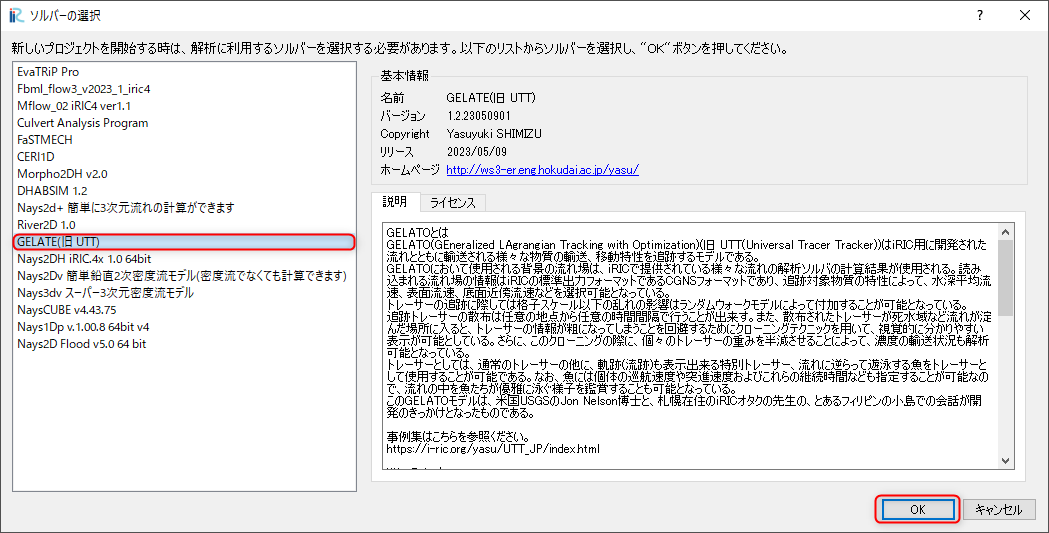 ソルバーの選択
新しいプロジェクトを開始する時は、解析に利用するソルバーを選択する必要があります。以下のリストからソルバーを選択し、"OK"ボタンを押してください。
EvaTRiP Pro
Fbml_flow3_v2023_1_iric4
Mflow_02 iRIC4 ver1.1
Culvert Analysis Program
FaSTMECH
CERI1D
Morpho2DH v2.0
DHABSIM 1.2
Nays2d+ 簡単に3次元流れの計算ができます
River2D 1.0
GELATE(旧 UTT)
Nays2DH iRIC.4x 1.0 64bit
Nays2Dv 簡単鉛直2次密度流モデル(密度流でなくても計算できます)
Nays3dv スーパー3次元密度流モデル
NaysCUBE v4.43.75
Nays1Dp v.1.00.8 64bit v4
Nays2D Flood v5.0 64 bit
基本情報
名前 GELATE(旧 UTT)
バージョン 1.2.23050901
Copyright Yasuyuki SHIMIZU
リリース 2023/05/09
ホームページ http://ws3-er.eng.hokudai.ac.jp/yasu/
説明 ライセンス
GELATOとは
GELATO(GEneralized LAgrangian Tracking with Optimization)(旧 UTT(Universal Tracer Tracker))はiRIC用に開発された
流れとともに輸送される様々な物質の輸送、移動特性を追跡するモデルである。
GELATOにおいて使用される背景の流れ場は、iRICで提供されている様々な流れの解析ソルバの計算結果が使用される。読み
込まれる流れ場の情報はiRICの標準出力フォーマットであるCGNSフォーマットであり、追跡対象物質の特性によって、水深平均流
速、表面流速、底面近傍流速などを選択可能となっている。
トレーサーの追跡に際しては格子スケール以下の乱れの影響はランダムウォークモデルによって付加することが可能となっている。
追跡トレーサーの散布は任意の地点から任意の時間間隔で行うことが出来ます。また、散布されたトレーサーが死水域など流れが淀
んだ場所に入ると、トレーサーの情報が粗になってしまうことを回避するためにクローニングテクニックを用いて、視覚的に分かりやすい
表示が可能としている。さらに、このクローニングの際に、個々のトレーサーの重みを半減させることによって、濃度の輸送状況も解析
可能となっている。
トレーサーとしては、通常のトレーサーの他に、軌跡(流跡)も表示出来る特別トレーサー、流れに逆らって遊泳する魚をトレーサーと
して使用することが可能である。なお、魚には個体の巡航速度や突進速度およびこれらの継続時間なども指定することが可能なの
で、流れの中を魚たちが優雅に泳ぐ様子を鑑賞することも可能となっている。
このGELATOモデルは、米国USGSのJon Nelson博士と、札幌在住のiRICオタクの先生の、とあるフィリピンの小島での会話が開
発のきっかけとなったものである。
事例集はこちらを参照ください。
https://i-ric.org/yasu/UTT_JP/index.html
OK キャンセル